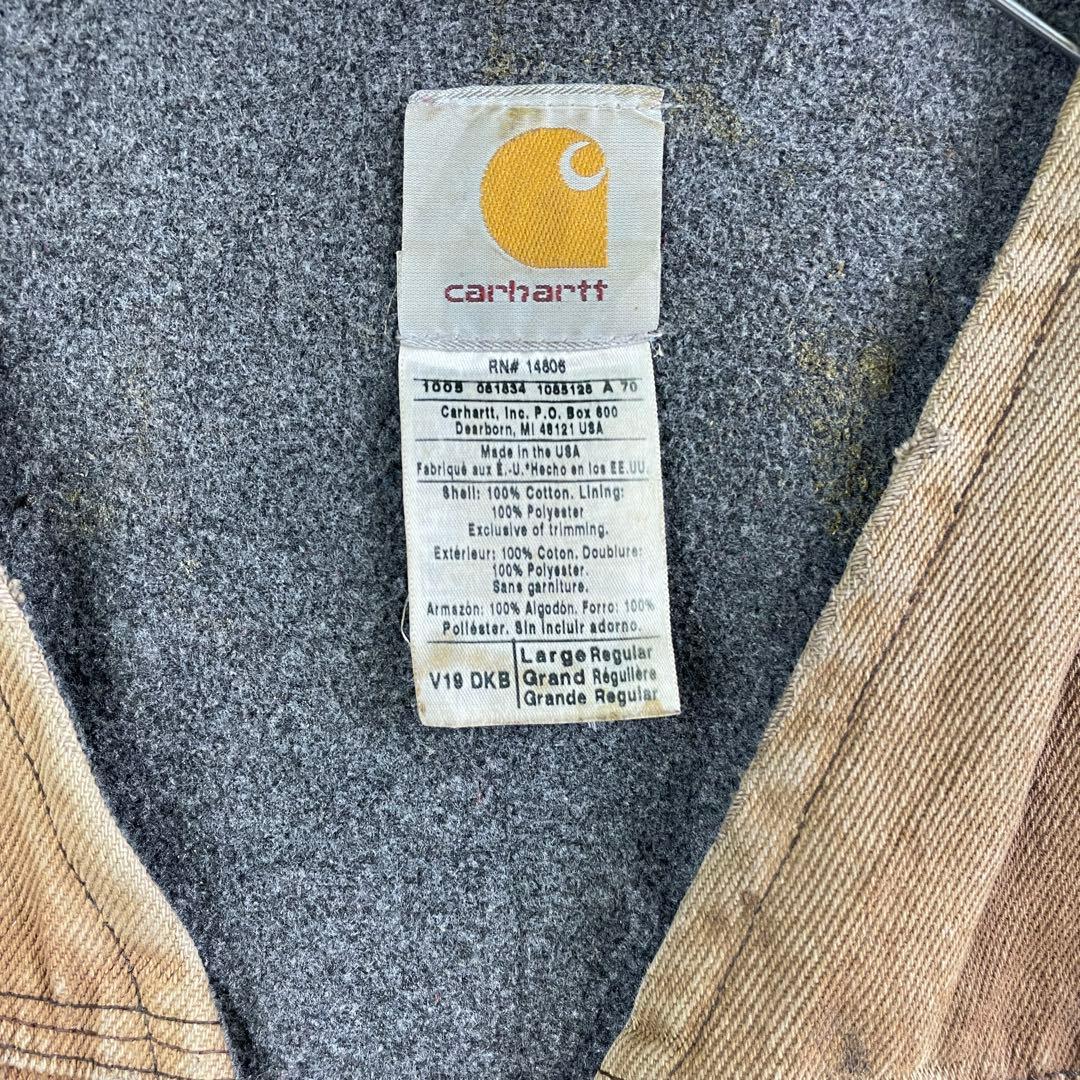 carhartt
RN# 14806
1008 081834 1085128 A 70
Carhartt, Inc. P.O. Box 600
Dearborn, MI 48121 USA
Made in the USA
Fabriqué aux É.-U.*Hecho en los EE.UU.
Shell: 100% Cotton. Lining:
100% Polyester
Exclusive of trimming.
Extérieur: 100% Coton. Doublure:
100% Polyester.
Sans garniture.
Armazón: 100% Algodón. Forro: 100%
Poliéster. Sin incluir adorno.
V19 DKB
Large Regular
Grand Régulière
Grande Regular